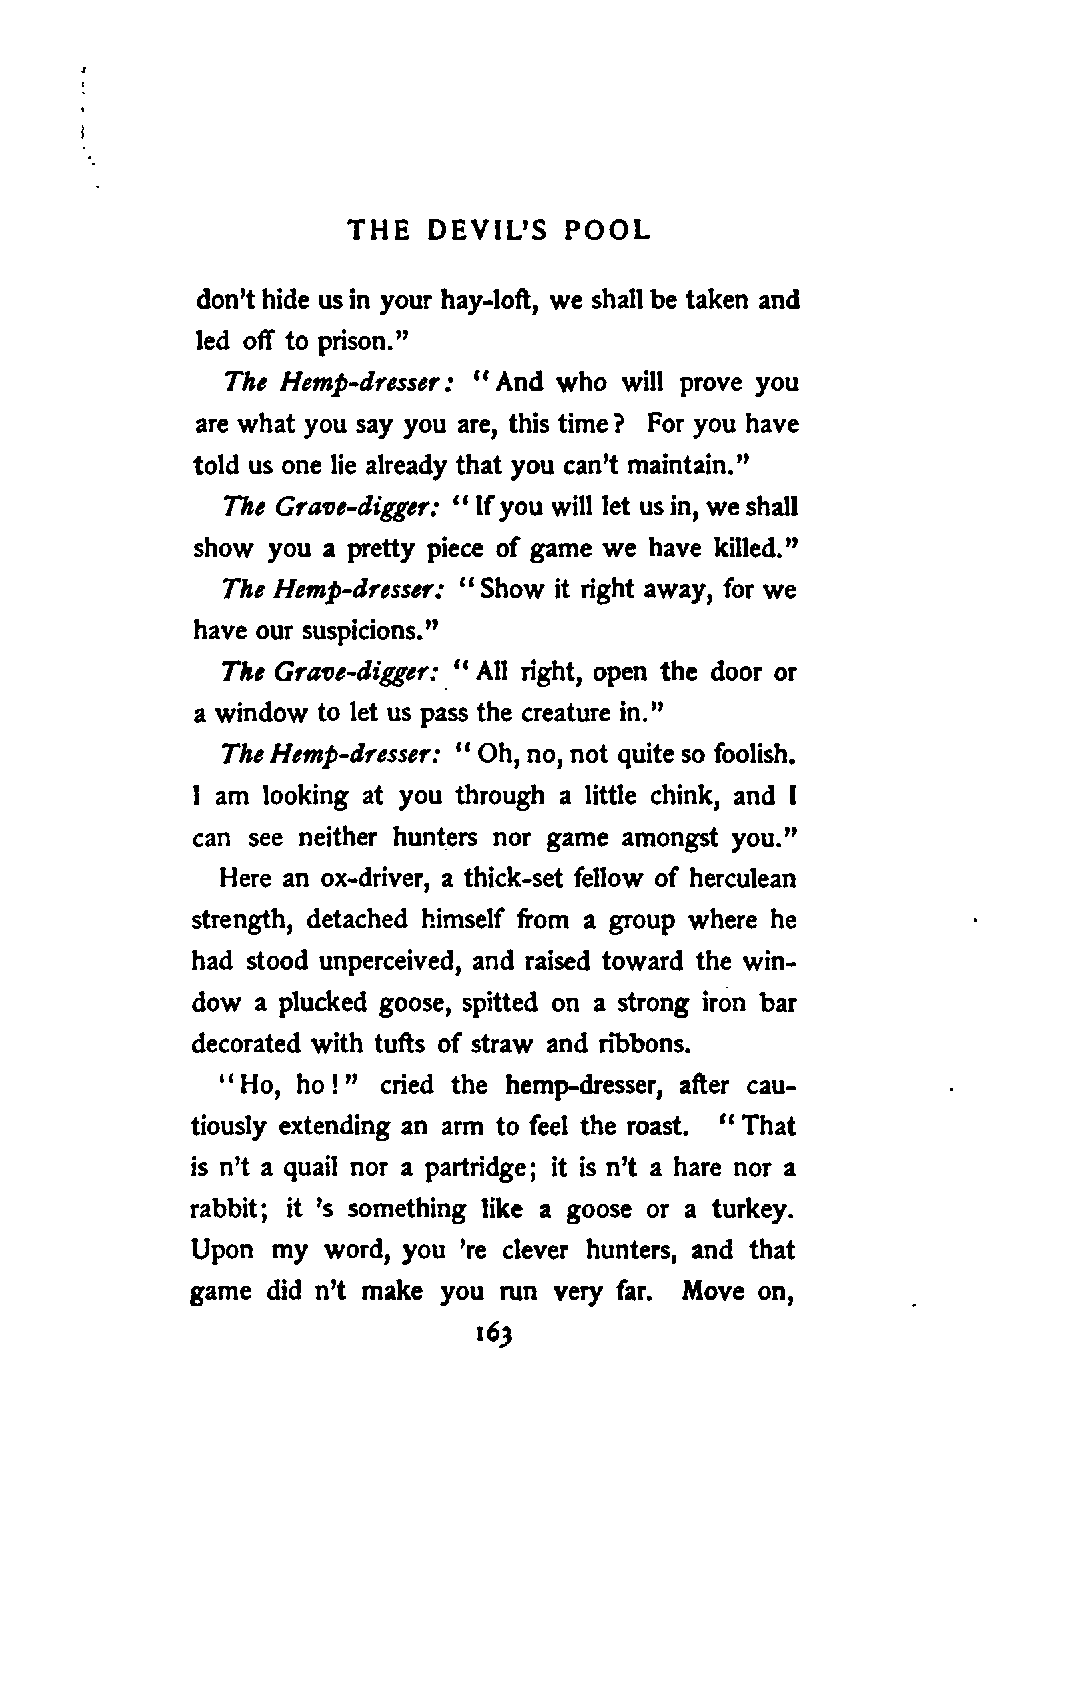 THE DEVIL'S POOL
don't hide us in your hay-loft, we shall be taken and
led off to prison."
The Hemp-dresser: "And who will prove you
are what you say you are, this time? For you have
told us one lie already that you can't maintain."
The Grave-digger: "If you will let us in, we shall
show you a pretty piece of game we have killed."
The Hemp-dresser: "Show it right away, for we
have our suspicions."
The Grave-digger: "All right, open the door or
a window to let us pass the creature in."
The Hemp-dresser: "Oh, no, not quite so foolish.
I am looking at you through a little chink, and I
can see neither hunters nor game amongst you."
Here an ox-driver, a thick-set fellow of herculean
strength, detached himself from a group where he
had stood unperceived, and raised toward the win-
dow a plucked goose, spitted on a strong iron bar
decorated with tufts of straw and ribbons.
"Ho, ho!" cried the hemp-dresser, after cau-
tiously extending an arm to feel the roast. "That
is n't a quail nor a partridge; it is n't a hare nor a
rabbit; it 's something like a goose or a turkey.
Upon my word, you 're clever hunters, and that
game did n't make you run very far. Move on,
163